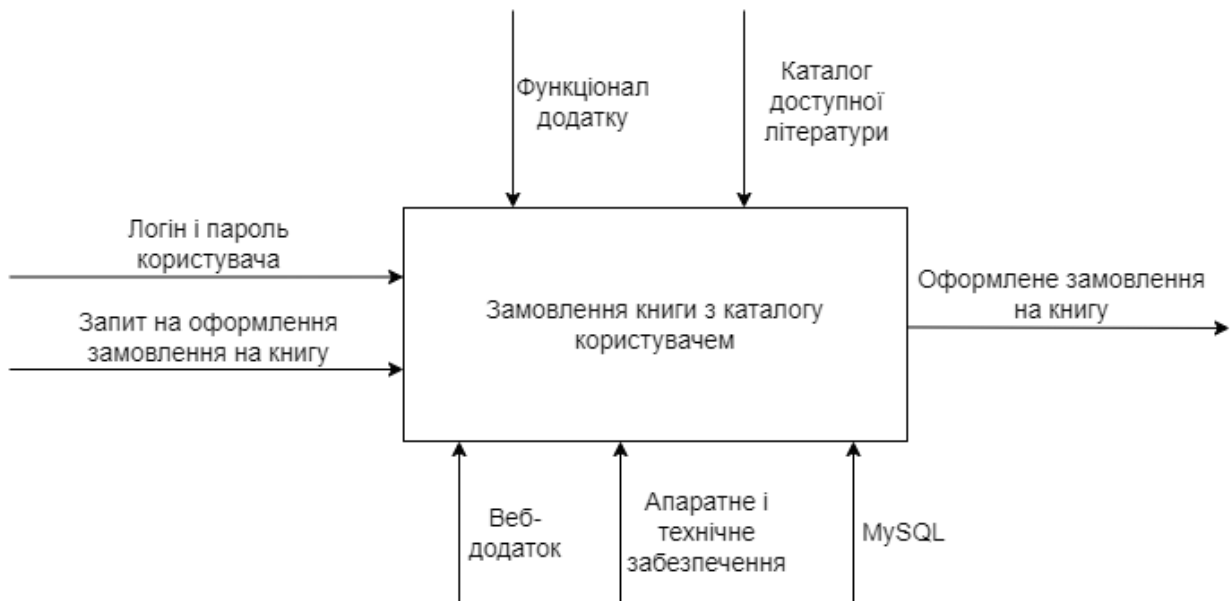 Функціонал
додатку
Каталог
доступної
літератури
Логін і пароль
користувача
Запит на оформлення
замовлення на книгу
Замовлення книги з каталогу
користувачем
Оформлене замовлення
на книгу
Веб-
додаток
Апаратне і
технічне
забезпечення
MySQL